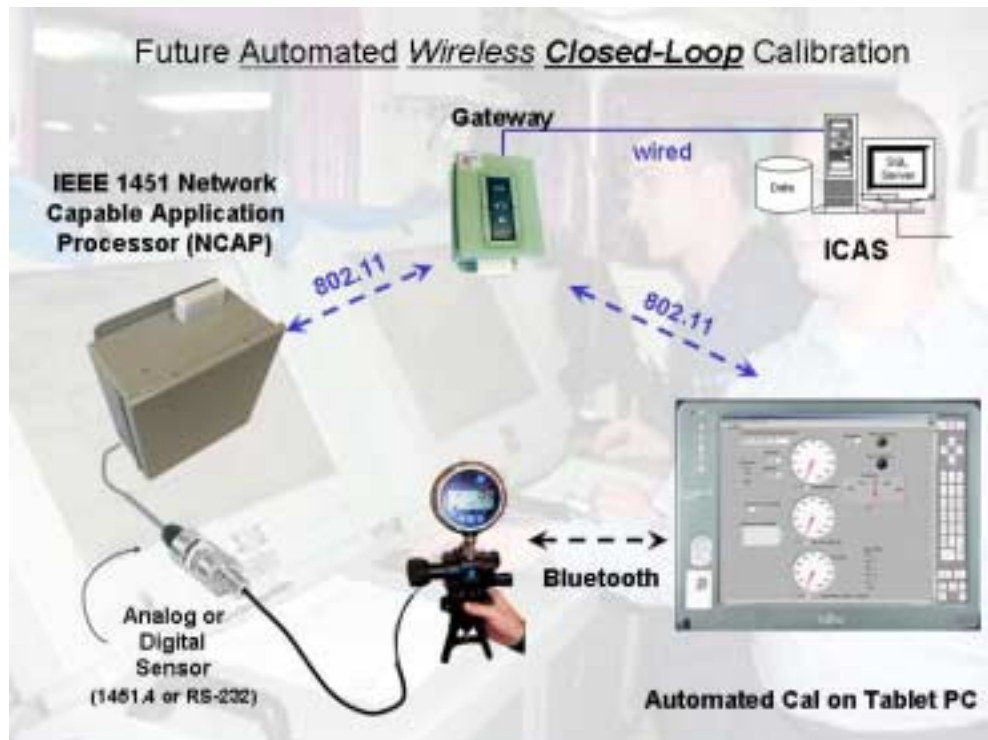 Future Automated Wireless Closed-Loop Calibration
Gateway
wired
Data
SQL
Server
ICAS
IEEE 1451 Network
Capable Application
Processor (NCAP)
802.11
802.11
Bluetooth
Analog or
Digital
Sensor
(1451.4 or RS-232)
Automated Cal on Tablet PC